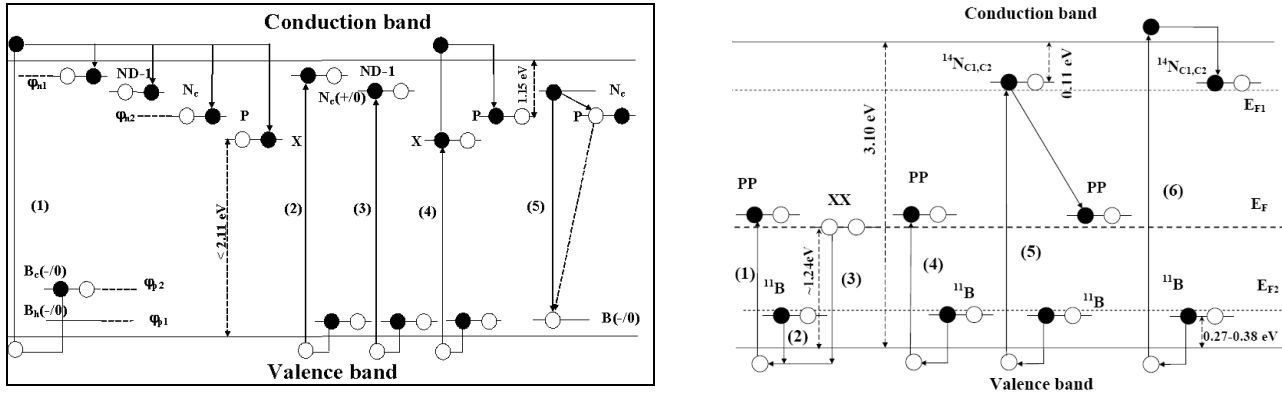 Conduction band
φn1
ND-1
Nc
φn2
P
X
Nc(+/0)
ND-1
X
P
1.15 eV
Nc
P
(1)
< 2.11 eV
(2)
(3)
(4)
(5)
Bc(-/0)
φp2
Bh(-/0)
φp1
B(-/0)
Valence band
Conduction band
14NC1,C2
0.11 eV
14NC1,C2
EF1
3.10 eV
PP
XX
PP
PP
(6)
EF
(1)
~1.24eV
(3)
(4)
(5)
11B
11B
11B
11B
EF2
(2)
0.27-0.38 eV
Valence band